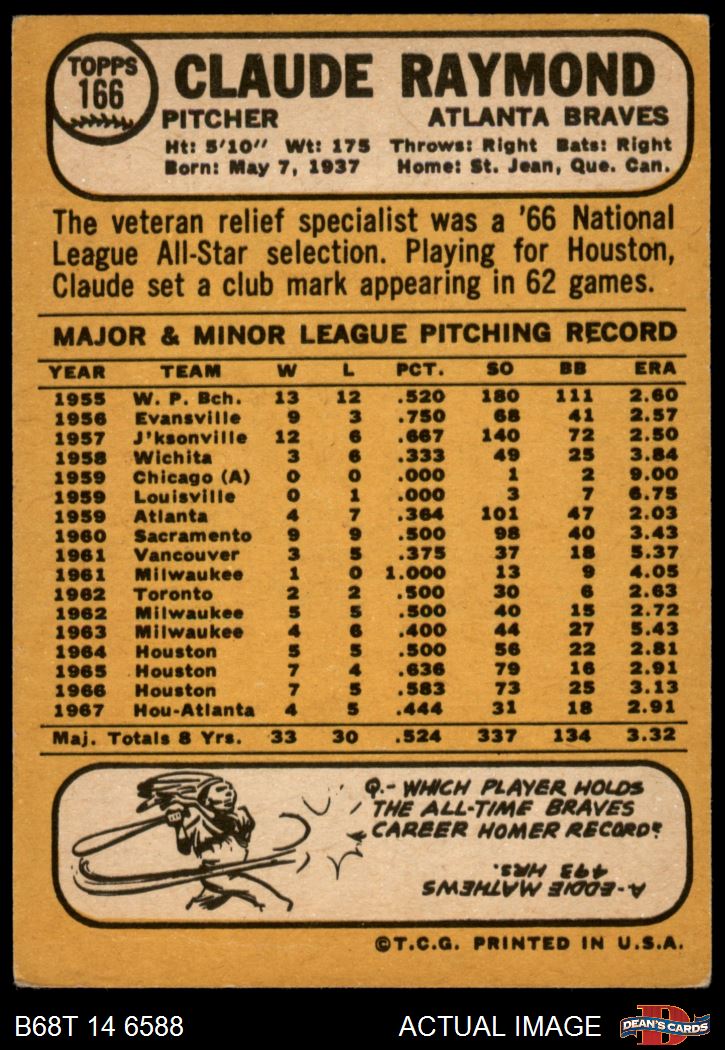 TOPPS
166
CLAUDE RAYMOND
PITCHER ATLANTA BRAVES
Ht: 5'10" Wt: 175 Throws: Right Bats: Right
Born: May 7, 1937 Home: St. Jean, Que. Can.
The veteran relief specialist was a '66 National
League All-Star selection. Playing for Houston,
Claude set a club mark appearing in 62 games.
MAJOR & MINOR LEAGUE PITCHING RECORD
YEAR TEAM W L PCT. SO BB ERA
1955 W. P. Bch. 13 12 .520 180 111 2.60
1956 Evansville 9 3 .750 68 41 2.57
1957 J'ksonville 12 6 .667 140 72 2.50
1958 Wichita 3 6 .333 49 25 3.84
1959 Chicago (A) 0 0 .000 1 2 9.00
1959 Louisville 0 1 .000 3 7 6.75
1959 Atlanta 4 7 .364 101 47 2.03
1960 Sacramento 9 9 .500 98 40 3.43
1961 Vancouver 3 5 .375 37 18 5.37
1961 Milwaukee 1 0 1.000 13 9 4.05
1962 Toronto 2 2 .500 30 6 2.63
1962 Milwaukee 5 5 .500 40 15 2.72
1963 Milwaukee 4 6 .400 44 27 5.43
1964 Houston 5 5 .500 56 22 2.81
1965 Houston 7 4 .636 79 16 2.91
1966 Houston 7 5 .583 73 25 3.13
1967 Hou-Atlanta 4 5 .444 31 18 2.91
Maj. Totals 8 Yrs. 33 30 .524 337 134 3.32
Q.- WHICH PLAYER HOLDS
THE ALL-TIME BRAVES
CAREER HOMER RECORD?
A-EDDIE MATHEWS
493 HRS.
©T.C.G. PRINTED IN U.S.A.
B68T 14 6588 ACTUAL IMAGE
D
DEAN'S CARDS